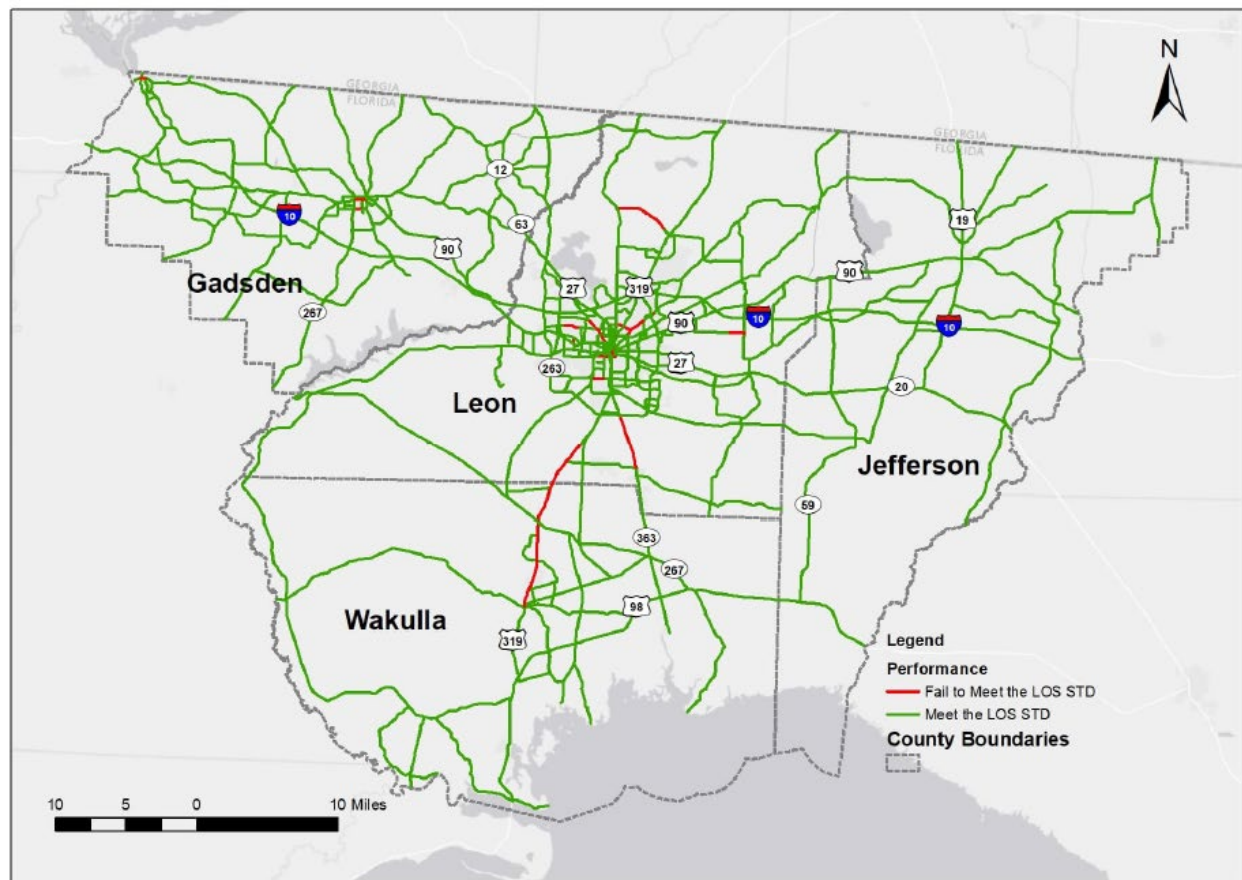 N
GEORGIA
FLORIDA
GEORGIA
FLORIDA
12
10
63
19
90
90
Gadsden
27
319
267
90
10
10
27
263
20
Leon
Jefferson
59
363
267
98
Wakulla
319
Legend
Performance
Fail to Meet the LOS STD
Meet the LOS STD
County Boundaries
10 5 0 10 Miles